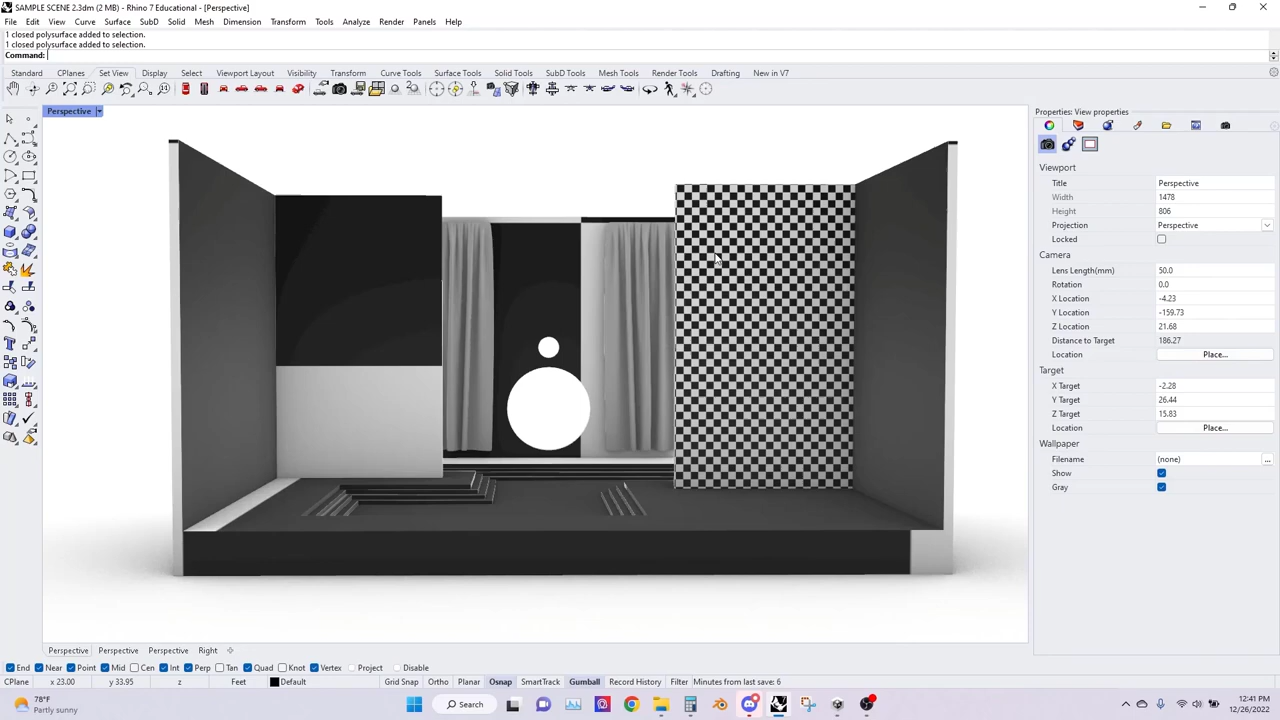 SAMPLE SCENE 2.3dm (2 MB) - Rhino 7 Educational - [Perspective]
File Edit View Curve Surface SubD Solid Mesh Dimension Transform Tools Analyze Render Panels Help
1 closed polysurface added to selection.
1 closed polysurface added to selection.
Command:
Standard CPlanes Set View Display Select Viewport Layout Visibility Transform Curve Tools Surface Tools Solid Tools SubD Tools Mesh Tools Render Tools Drafting New in V7
Perspective
Properties: View properties
Viewport
Title Perspective
Width 1478
Height 806
Projection Perspective
Locked
Camera
Lens Length(mm) 50.0
Rotation 0.0
X Location -4.23
Y Location -159.73
Z Location 21.68
Distance to Target 186.27
Location Place...
Target
X Target -2.28
Y Target 26.44
Z Target 15.83
Location Place...
Wallpaper
Filename (none) ...
Show
Gray
Perspective Perspective Perspective Right
End Near Point Mid Cen Int Perp Tan Quad Knot Vertex Project Disable
CPlane x 23.00 y 33.95 z Feet Default Grid Snap Ortho Planar Osnap SmartTrack Gumball Record History Filter Minutes from last save: 6
78°F
Partly sunny
Search
12:41 PM
12/26/2022